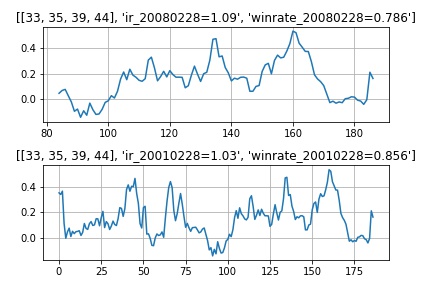 [[33, 35, 39, 44], 'ir_20080228=1.09', 'winrate_20080228=0.786']
0.4
0.2
0.0
80 100 120 140 160 180
[[33, 35, 39, 44], 'ir_20010228=1.03', 'winrate_20010228=0.856']
0.4
0.2
0.0
0 25 50 75 100 125 150 175